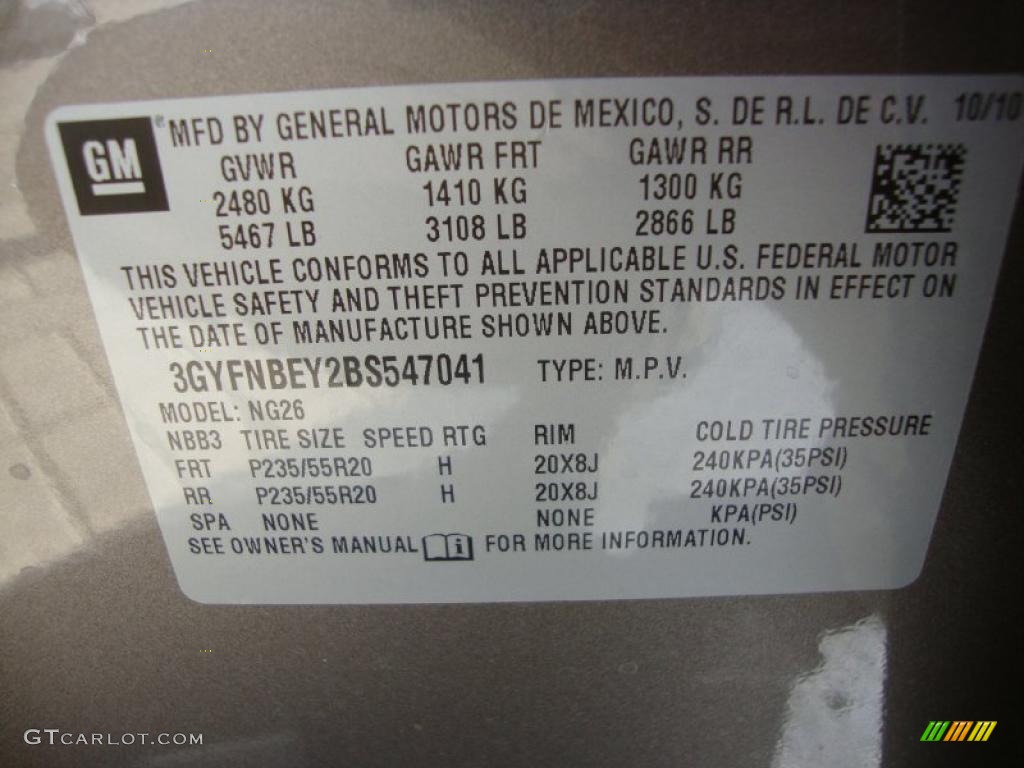 GM
® MFD BY GENERAL MOTORS DE MEXICO, S. DE R.L. DE C.V. 10/10
GVWR GAWR FRT GAWR RR
2480 KG 1410 KG 1300 KG
5467 LB 3108 LB 2866 LB
THIS VEHICLE CONFORMS TO ALL APPLICABLE U.S. FEDERAL MOTOR
VEHICLE SAFETY AND THEFT PREVENTION STANDARDS IN EFFECT ON
THE DATE OF MANUFACTURE SHOWN ABOVE.
3GYFNBEY2BS547041 TYPE: M.P.V.
MODEL: NG26
NBB3 TIRE SIZE SPEED RTG RIM COLD TIRE PRESSURE
FRT P235/55R20 H 20X8J 240KPA(35PSI)
RR P235/55R20 H 20X8J 240KPA(35PSI)
SPA NONE NONE KPA(PSI)
SEE OWNER'S MANUAL i FOR MORE INFORMATION.
GTCARLOT.COM